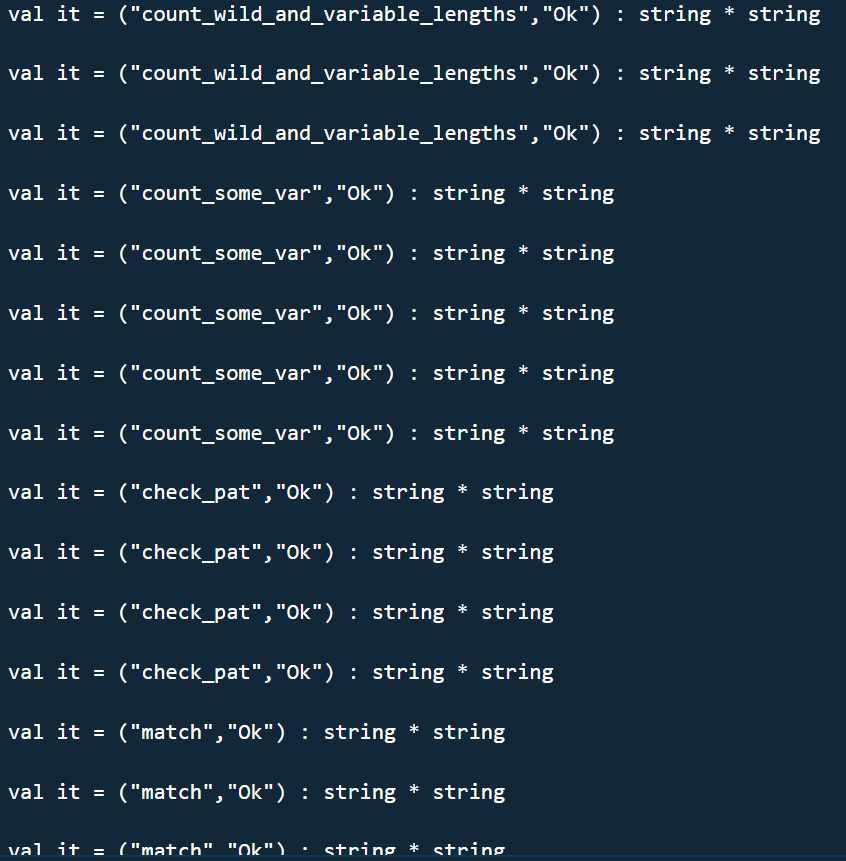 val it = ("count_wild_and_variable_lengths","Ok") : string * string
val it = ("count_wild_and_variable_lengths","Ok") : string * string
val it = ("count_wild_and_variable_lengths","Ok") : string * string
val it = ("count_some_var","Ok") : string * string
val it = ("count_some_var","Ok") : string * string
val it = ("count_some_var","Ok") : string * string
val it = ("count_some_var","Ok") : string * string
val it = ("count_some_var","Ok") : string * string
val it = ("check_pat","Ok") : string * string
val it = ("check_pat","Ok") : string * string
val it = ("check_pat","Ok") : string * string
val it = ("check_pat","Ok") : string * string
val it = ("match","Ok") : string * string
val it = ("match","Ok") : string * string
val it = ("match","Ok") : string * string